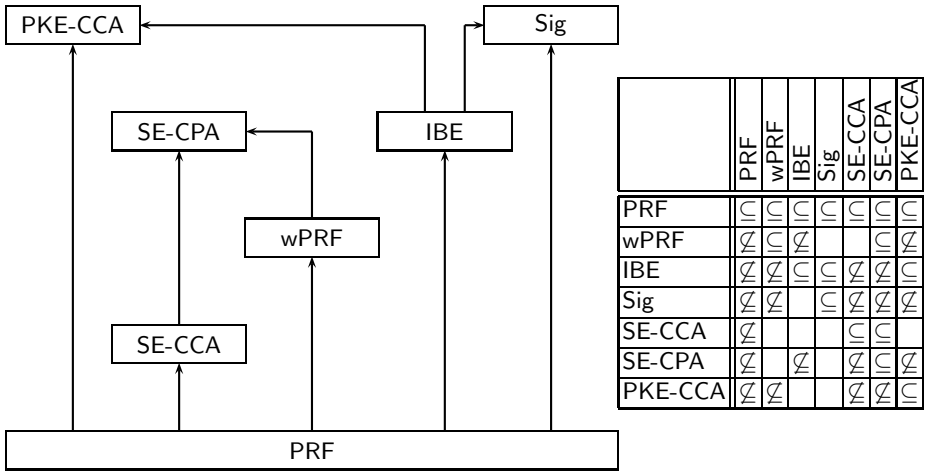 PKE-CCA
Sig
SE-CPA
IBE
wPRF
SE-CCA
PRF
PRF wPRF IBE Sig SE-CCA SE-CPA PKE-CCA
PRF ⊆ ⊆ ⊆ ⊆ ⊆ ⊆ ⊆
wPRF ⊈ ⊆ ⊈ ⊆ ⊈
IBE ⊈ ⊈ ⊆ ⊆ ⊈ ⊈ ⊆
Sig ⊈ ⊈ ⊆ ⊈ ⊈ ⊈
SE-CCA ⊈ ⊆ ⊆
SE-CPA ⊈ ⊈ ⊈ ⊆ ⊈
PKE-CCA ⊈ ⊈ ⊈ ⊈ ⊆